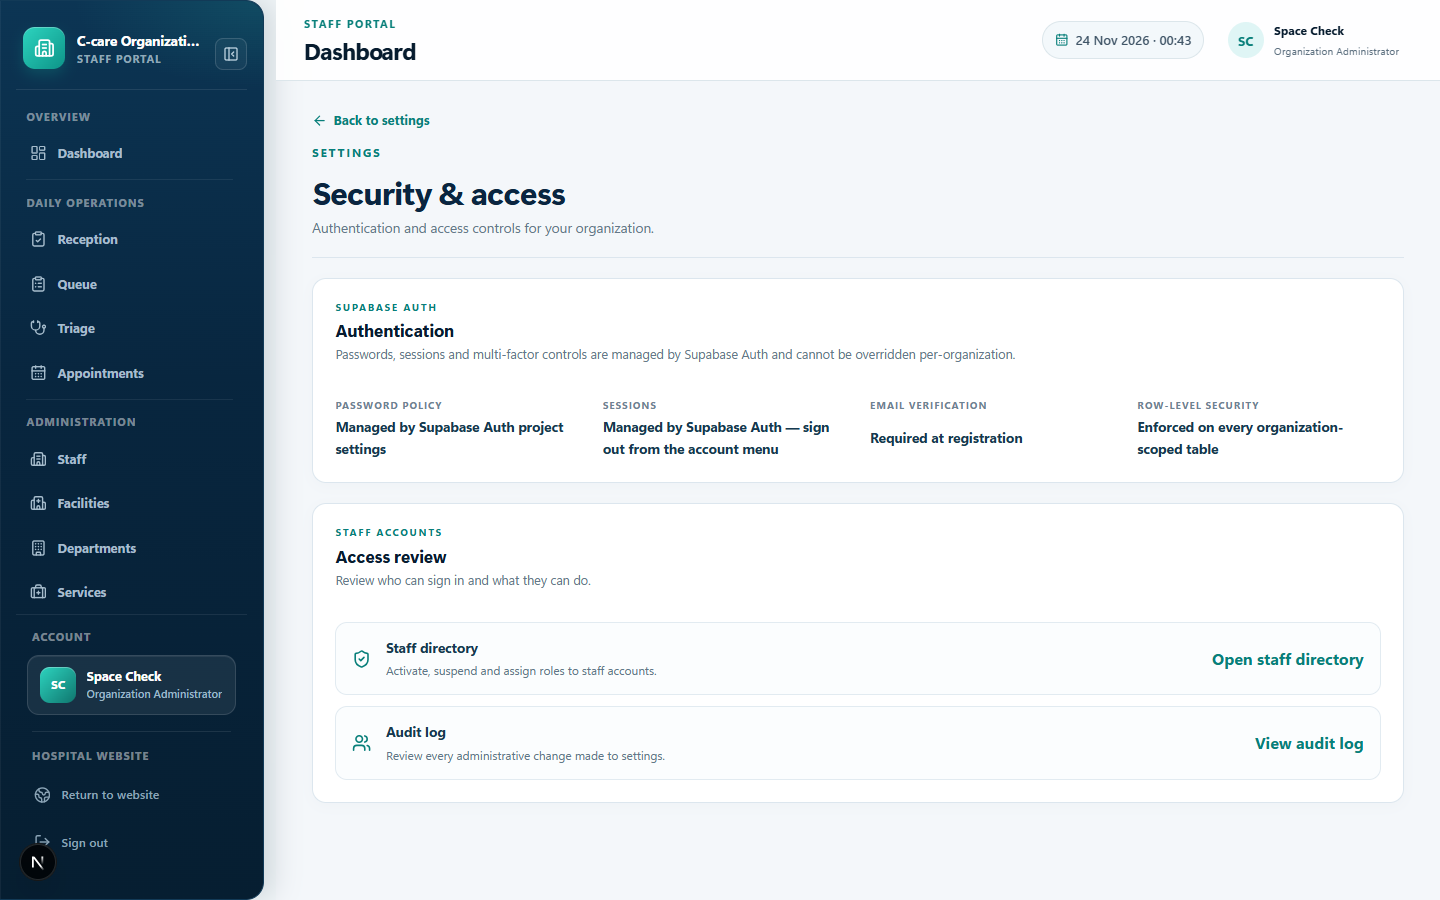 C-care Organizati...
STAFF PORTAL
OVERVIEW
Dashboard
DAILY OPERATIONS
Reception
Queue
Triage
Appointments
ADMINISTRATION
Staff
Facilities
Departments
Services
ACCOUNT
SC
Space Check
Organization Administrator
HOSPITAL WEBSITE
Return to website
Sign out
N
STAFF PORTAL
Dashboard
24 Nov 2026 · 00:43
SC
Space Check
Organization Administrator
Back to settings
SETTINGS
Security & access
Authentication and access controls for your organization.
SUPABASE AUTH
Authentication
Passwords, sessions and multi-factor controls are managed by Supabase Auth and cannot be overridden per-organization.
PASSWORD POLICY
Managed by Supabase Auth project
settings
SESSIONS
Managed by Supabase Auth — sign
out from the account menu
EMAIL VERIFICATION
Required at registration
ROW-LEVEL SECURITY
Enforced on every organization-
scoped table
STAFF ACCOUNTS
Access review
Review who can sign in and what they can do.
Staff directory
Activate, suspend and assign roles to staff accounts.
Open staff directory
Audit log
Review every administrative change made to settings.
View audit log